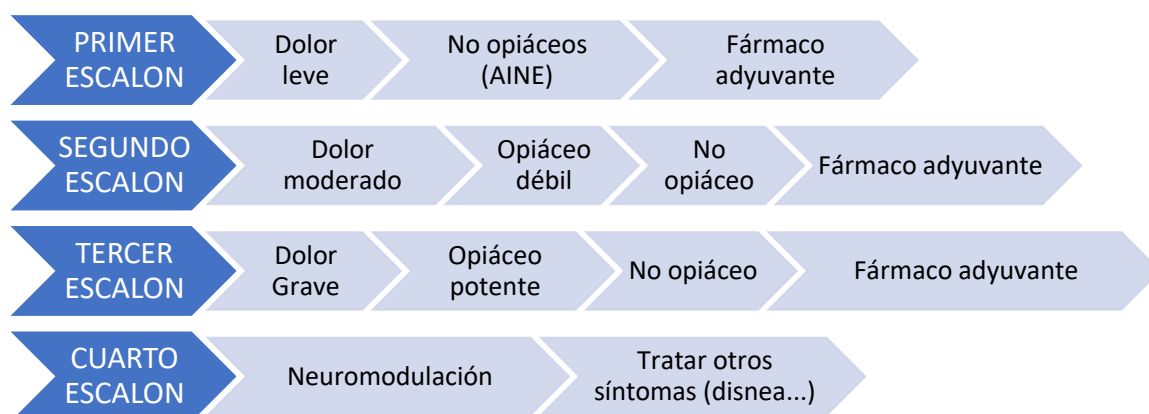 PRIMER
ESCALON
Dolor
leve
No opiáceos
(AINE)
Fármaco
adyuvante
SEGUNDO
ESCALON
Dolor
moderado
Opiáceo
débil
No
opiáceo
Fármaco adyuvante
TERCER
ESCALON
Dolor
Grave
Opiáceo
potente
No opiáceo
Fármaco adyuvante
CUARTO
ESCALON
Neuromodulación
Tratar otros
síntomas (disnea...)